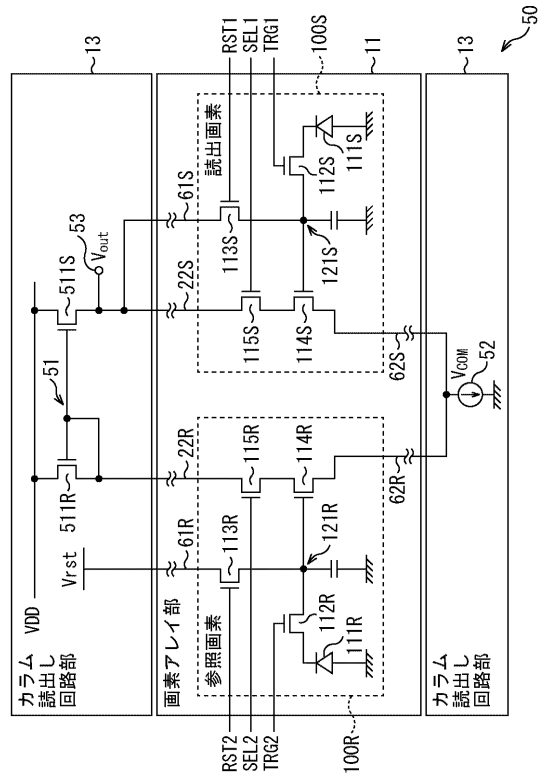 50
13
11
13
100S
RST1
SEL1
TRG1
読出画素
61S
113S
112S
111S
121S
53
Vout
511S
22S
115S
114S
62S
51
VCOM
52
511R
22R
115R
114R
62R
Vrst
61R
113R
121R
112R
111R
VDD
カラム
読出し
回路部
画素アレイ部
参照画素
カラム
読出し
回路部
RST2
SEL2
TRG2
100R